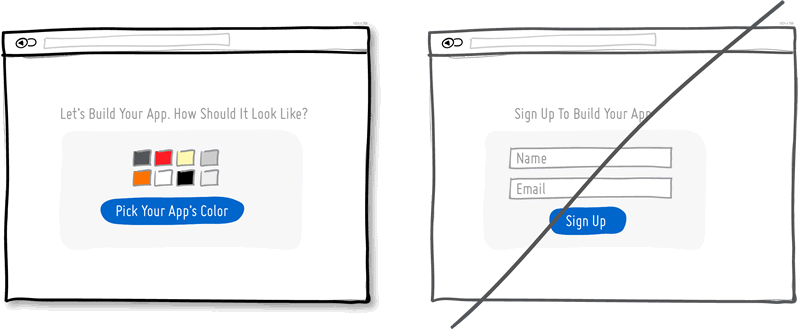 Let's Build Your App. How Should It Look Like?
Pick Your App's Color
Sign Up To Build Your App
Name
Email
Sign Up